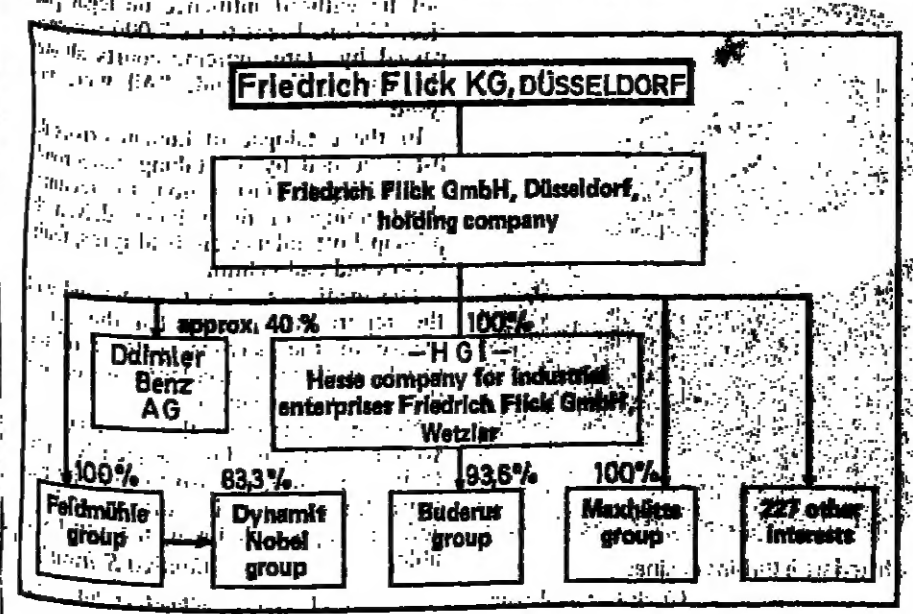 Friedrich Flick KG, DÜSSELDORF
Friedrich Flick GmbH, Düsseldorf,
holding company
approx. 40 %
100%
Daimler
Benz
AG
— H G I —
Hesse company for industrial
enterprises Friedrich Flick GmbH,
Wetzlar
100%
83,3%
93,6%
100%
Feldmühle
group
Dynamit
Nobel
group
Buderus
group
Maxhütte
group
227 other
interests